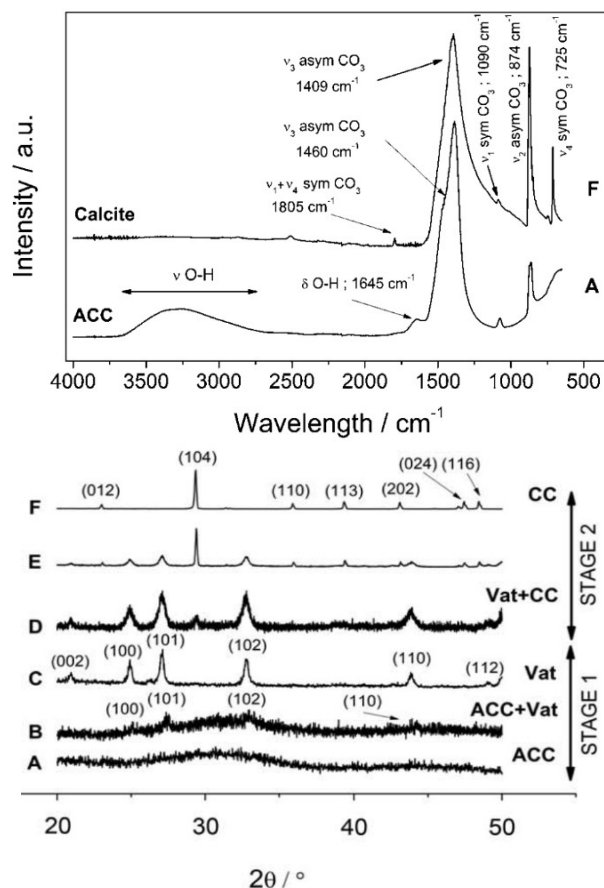 Intensity / a.u.
ν₃ asym CO₃
1409 cm⁻¹
ν₃ asym CO₃
1460 cm⁻¹
ν₁+ν₄ sym CO₃
1805 cm⁻¹
ν₁ sym CO₃ ; 1090 cm⁻¹
ν₂ asym CO₃ ; 874 cm⁻¹
ν₄ sym CO₃ ; 725 cm⁻¹
Calcite
F
ν O-H
δ O-H ; 1645 cm⁻¹
ACC
A
4000 3500 3000 2500 2000 1500 1000 500
Wavelength / cm⁻¹
(104)
(024) (116)
F (012) (110) (113) (202) CC
E
STAGE 2
D Vat+CC
(101) (102)
(002) (100) (110) (112)
C Vat
(100) (101) (102) (110) ACC+Vat
B
A ACC
STAGE 1
20 30 40 50
2θ / °